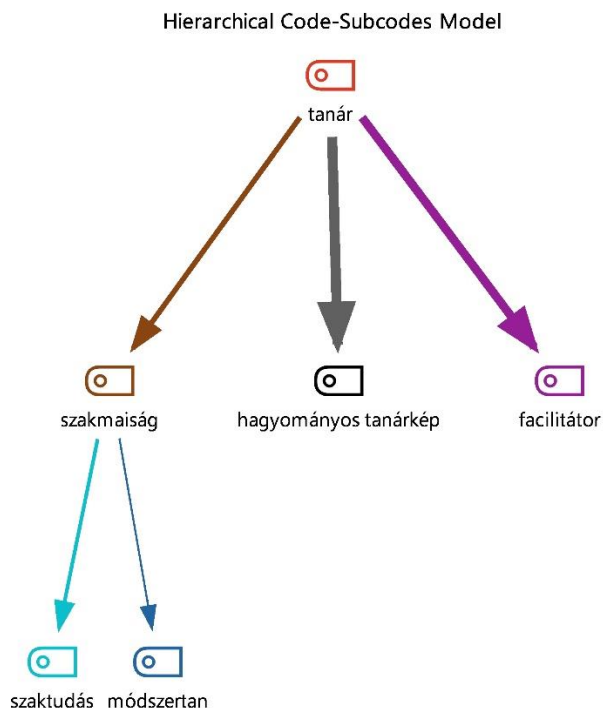 Hierarchical Code-Subcodes Model
tanár
szakmaiság
hagyományos tanárkép
facilitátor
szaktudás
módszertan